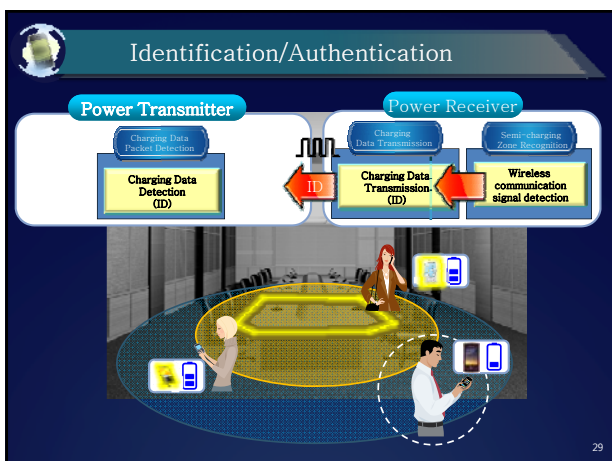 Identification/Authentication
Power Transmitter
Power Receiver
Charging Data
Packet Detection
Charging
Data Transmission
Semi-charging
Zone Recognition
Charging Data
Detection
(ID)
ID
Charging Data
Transmission
(ID)
Wireless
communication
signal detection
29